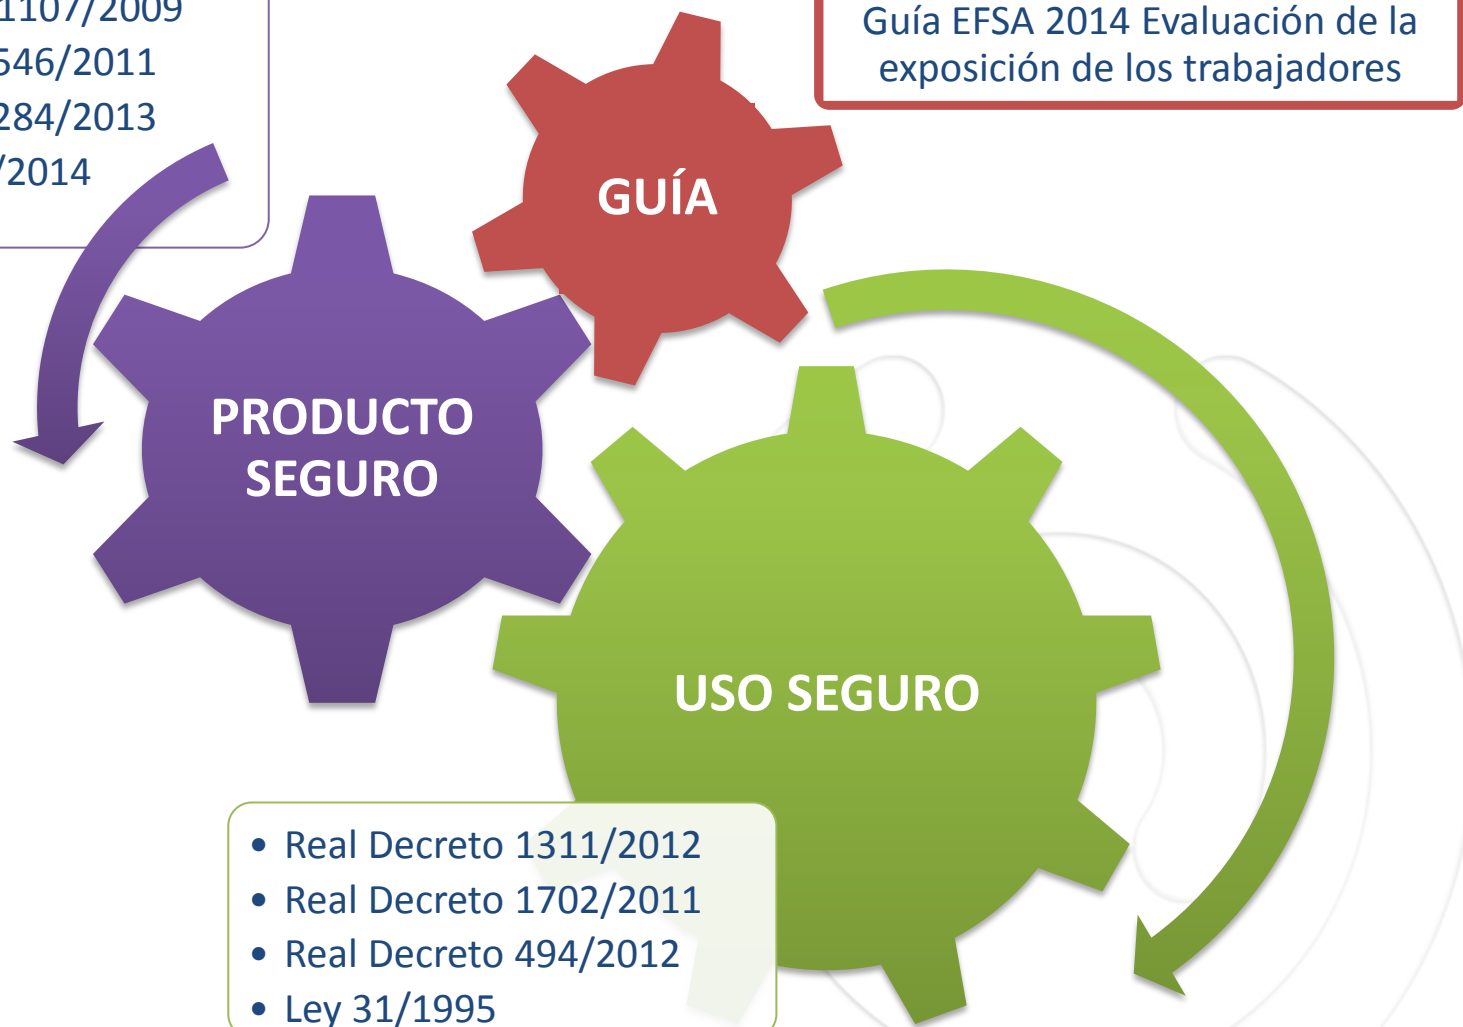 1107/2009
546/2011
284/2013
/2014
Guía EFSA 2014 Evaluación de la
exposición de los trabajadores
GUÍA
PRODUCTO
SEGURO
USO SEGURO
• Real Decreto 1311/2012
• Real Decreto 1702/2011
• Real Decreto 494/2012
• Ley 31/1995